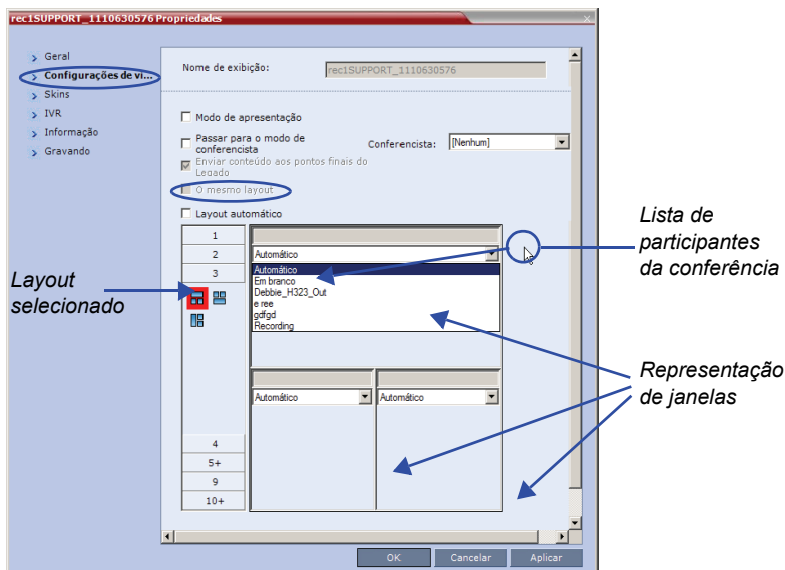 rec1SUPPORT_1110630576 Propriedades
Geral
Configurações de vi...
Skins
IVR
Informação
Gravando
Nome de exibição:
rec1SUPPORT_1110630576
Modo de apresentação
Passar para o modo de
conferencista
Conferencista:
[Nenhum]
Enviar conteúdo aos pontos finais do
Legado
O mesmo layout
Layout automático
1
2
3
4
5+
9
10+
Automático
Automático
Em branco
Debbie_H323_Out
e ree
gdfgd
Recording
Automático
Automático
Layout
selecionado
Lista de
participantes
da conferência
Representação
de janelas
OK
Cancelar
Aplicar